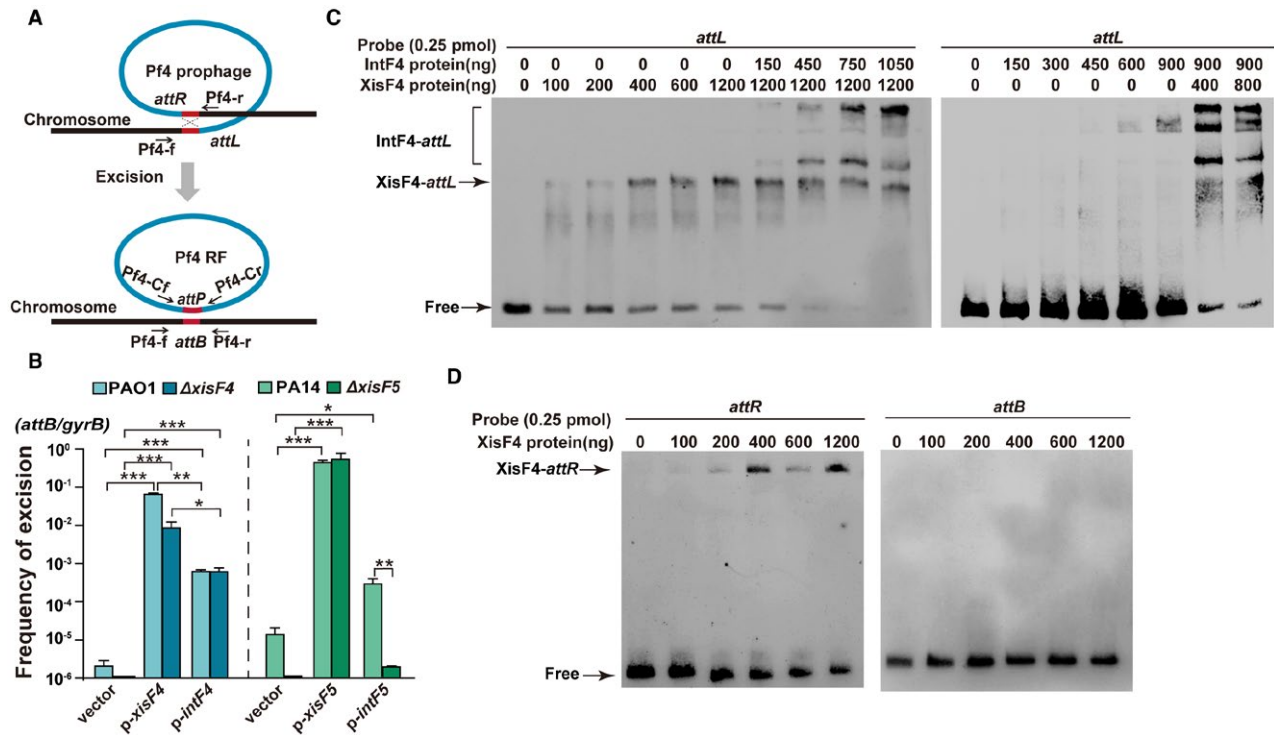 A
Pf4 prophage
attR
Pf4-r
Chromosome
Pf4-f
attL
Excision
Pf4 RF
Pf4-Cf
attP
Pf4-Cr
Chromosome
Pf4-f
attB
Pf4-r
B
PAO1 ΔxisF4 PA14 ΔxisF5
(attB/gyrB)
Frequency of excision
10⁰
10⁻¹
10⁻²
10⁻³
10⁻⁴
10⁻⁵
10⁻⁶
***
***
***
***
**
*
*
***
***
**
vector
p-xisF4
p-intF4
vector
p-xisF5
p-intF5
C
Probe (0.25 pmol) attL
IntF4 protein(ng) 0 0 0 0 0 0 150 450 750 1050
XisF4 protein(ng) 0 100 200 400 600 1200 1200 1200 1200 1200
IntF4-attL
XisF4-attL
Free
attL
0 150 300 450 600 900 900 900
0 0 0 0 0 0 400 800
D
Probe (0.25 pmol) attR
XisF4 protein(ng) 0 100 200 400 600 1200
XisF4-attR
Free
attB
0 100 200 400 600 1200